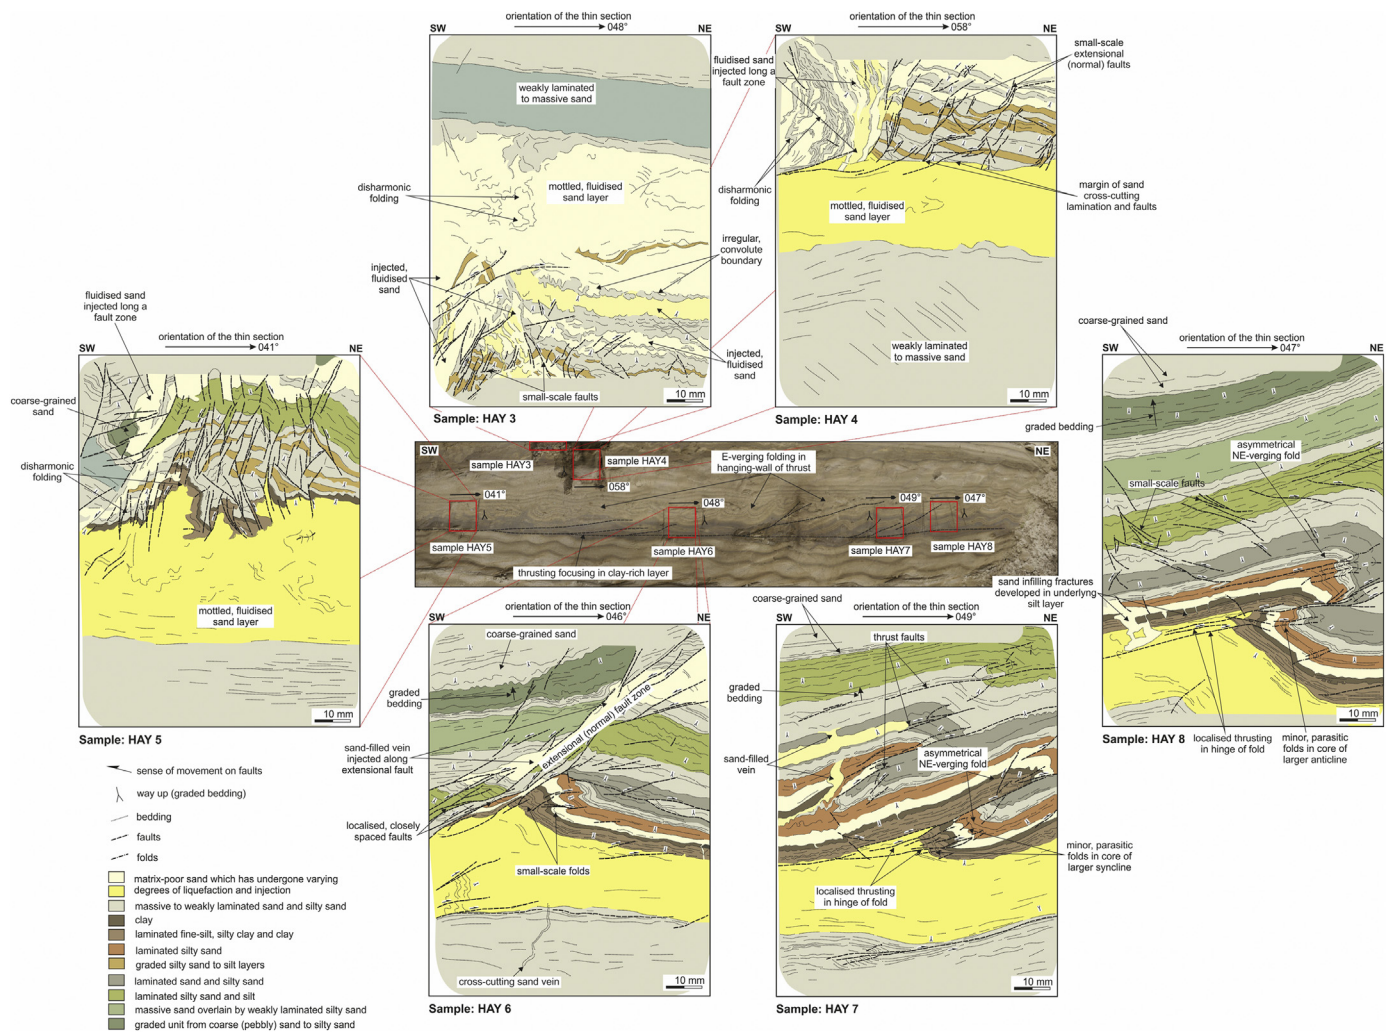 orientation of the thin section
SW
048°
NE
weakly laminated
to massive sand
disharmonic
folding
mottled, fluidised
sand layer
injected,
fluidised
sand
irregular,
convolute
boundary
injected,
fluidised
sand
small-scale faults
10 mm
Sample: HAY 3
orientation of the thin section
SW
058°
NE
fluidised sand
injected long a
fault zone
small-scale
extensional
(normal) faults
disharmonic
folding
margin of sand
cross-cutting
lamination and faults
mottled, fluidised
sand layer
weakly laminated
to massive sand
10 mm
Sample: HAY 4
fluidised sand
injected long a
fault zone
orientation of the thin section
SW
041°
NE
coarse-grained
sand
disharmonic
folding
mottled, fluidised
sand layer
10 mm
Sample: HAY 5
SW
NE
sample HAY3
sample HAY4
058°
E-verging folding in
hanging-wall of thrust
041°
048°
049°
047°
sample HAY5
sample HAY6
sample HAY7
sample HAY8
thrusting focusing in clay-rich layer
coarse-grained sand
orientation of the thin section
SW
047°
NE
graded bedding
asymmetrical
NE-verging fold
small-scale faults
sand infilling fractures
developed in underlyng
silt layer
10 mm
Sample: HAY 8
localised thrusting
in hinge of fold
minor, parasitic
folds in core of
larger anticline
orientation of the thin section
SW
046°
NE
coarse-grained sand
graded
bedding
extensional (normal) fault zone
sand-filled vein
injected along
extensional fault
localised, closely
spaced faults
small-scale folds
cross-cutting sand vein
10 mm
Sample: HAY 6
coarse-grained sand
orientation of the thin section
SW
049°
NE
thrust faults
graded
bedding
sand-filled
vein
asymmetrical
NE-verging fold
minor, parasitic
folds in core of
larger syncline
localised thrusting
in hinge of fold
10 mm
Sample: HAY 7
sense of movement on faults
way up (graded bedding)
bedding
faults
folds
matrix-poor sand which has undergone varying
degrees of liquefaction and injection
massive to weakly laminated sand and silty sand
clay
laminated fine-silt, silty clay and clay
laminated silty sand
graded silty sand to silt layers
laminated sand and silty sand
laminated silty sand and silt
massive sand overlain by weakly laminated silty sand
graded unit from coarse (pebbly) sand to silty sand